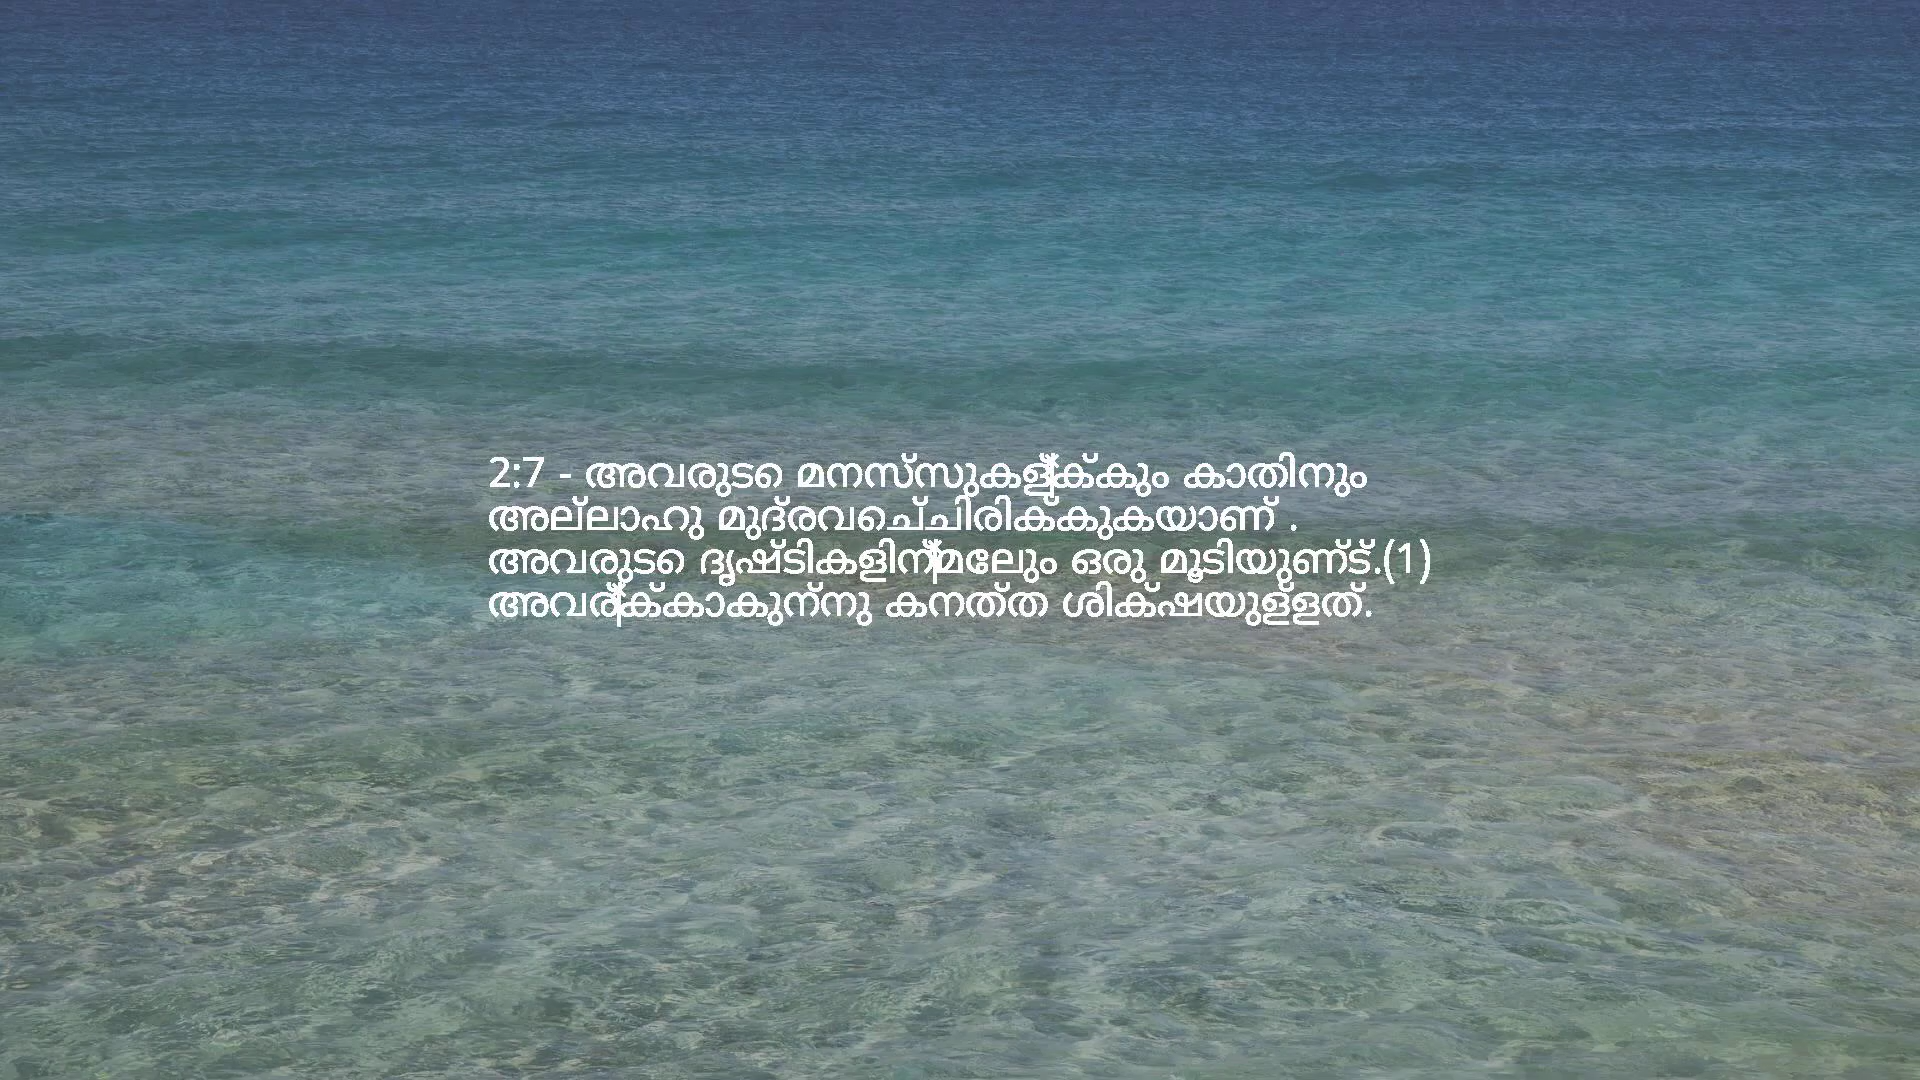 2:7 - അവരുടെ മനസ്സുകള്‍ക്കും കാതിനും
അല്ലാഹു മുദ്രവെച്ചിരിക്കുകയാണ് .
അവരുടെ ദൃഷ്ടികളിന്‍മേലും ഒരു മൂടിയുണ്ട്.(1)
അവര്‍ക്കാകുന്നു കനത്ത ശിക്ഷയുള്ളത്.